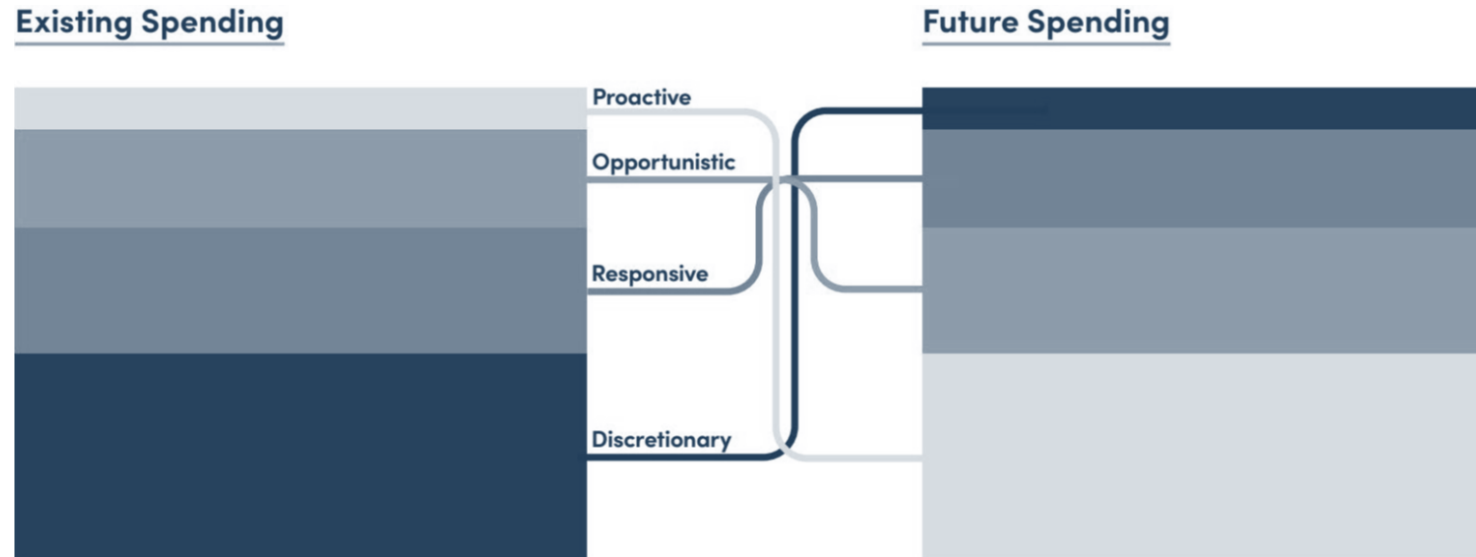 Existing Spending
Future Spending
Proactive
Opportunistic
Responsive
Discretionary